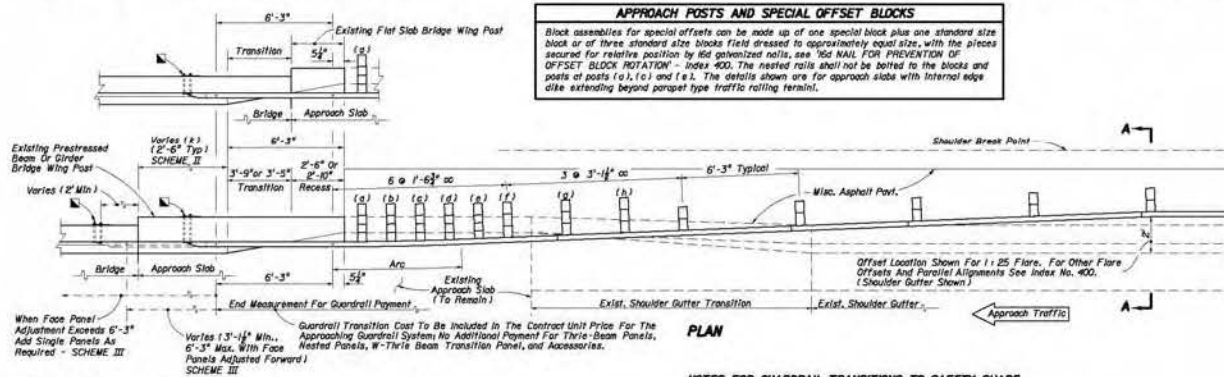 6'-3"
Existing Flat Slab Bridge Wing Post
Transition
5¼"
(a)
Bridge
Approach Slab
APPROACH POSTS AND SPECIAL OFFSET BLOCKS
Block assemblies for special offsets can be made up of one special block plus one standard size
block or of three standard size blocks field dressed to approximately equal size, with the pieces
secured for relative position by 16d galvanized nails, see '16d NAIL FOR PREVENTION OF
OFFSET BLOCK ROTATION' - Index 400. The nested rails shall not be bolted to the blocks and
posts at posts (a), (c) and (e). The details shown are for approach slabs with internal edge
dike extending beyond parapet type traffic railing termini.
Existing Prestressed
Beam Or Girder
Bridge Wing Post
Varies (k)
(2'-6" Typ)
SCHEME II
6'-3"
3'-9" or 3'-5"
Transition
2'-6" Or
2'-10"
Recess
6 @ 1'-6¾" cc
3 @ 3'-1½" cc
6'-3" Typical
Misc. Asphalt Pavt.
Shoulder Break Point
A
Varies (2' Min)
(a) (b) (c) (d) (e) (f) (g) (h)
2'
Bridge
Approach Slab
6'-3"
5¼"
Arc
Existing
Approach Slab
(To Remain)
Offset Location Shown For 1:25 Flare. For Other Flare
Offsets And Parallel Alignments See Index No. 400.
(Shoulder Gutter Shown)
A
End Measurement For Guardrail Payment
Exist. Shoulder Gutter Transition
Exist. Shoulder Gutter
Approach Traffic
When Face Panel
Adjustment Exceeds 6'-3"
Add Single Panels As
Required - SCHEME III
Varies (3'-1½" Min.,
6'-3" Max. With Face
Panels Adjusted Forward)
SCHEME III
Guardrail Transition Cost To Be Included In The Contract Unit Price For The
Approaching Guardrail System; No Additional Payment For Thrie-Beam Panels,
Nested Panels, W-Thrie Beam Transition Panel, and Accessories.
PLAN
NOTES FOR GUARDRAIL TRANSITIONS TO SAFETY SHAPE